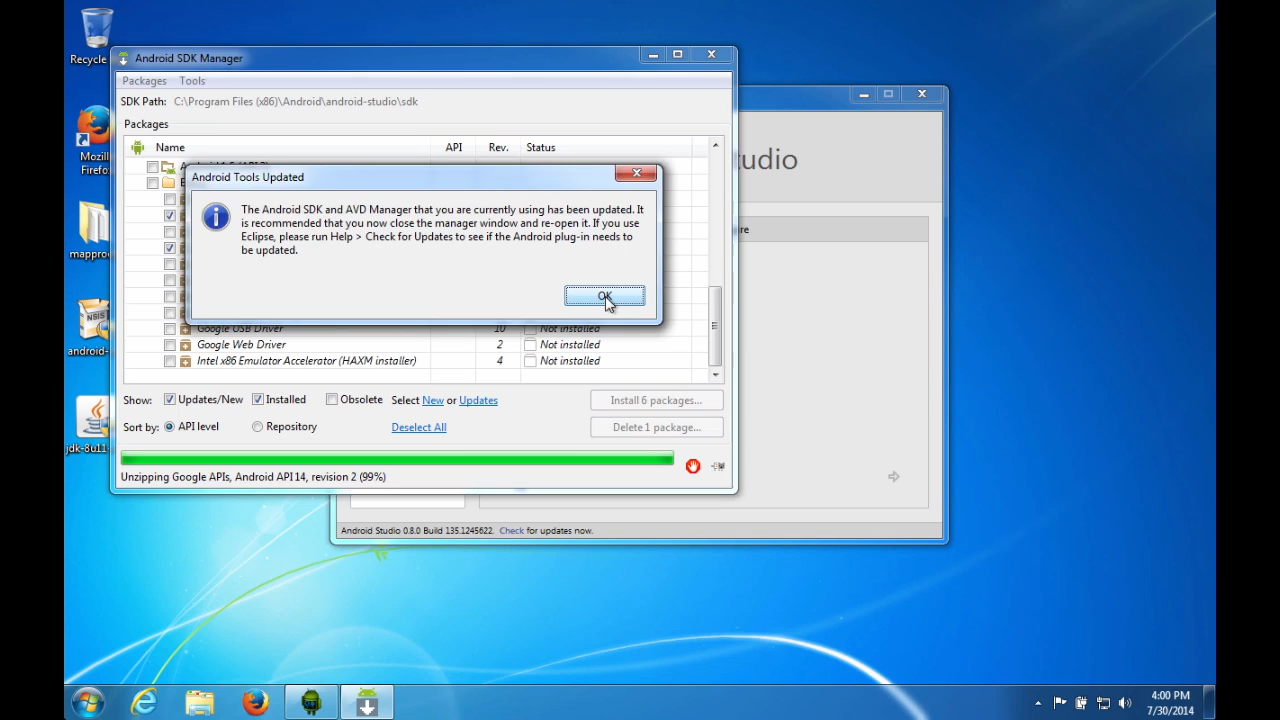 Recycle
Android SDK Manager
Packages Tools
SDK Path: C:\Program Files (x86)\Android\android-studio\sdk
Packages
Name API Rev. Status
Android Tools Updated
The Android SDK and AVD Manager that you are currently using has been updated. It
is recommended that you now close the manager window and re-open it. If you use
Eclipse, please run Help > Check for Updates to see if the Android plug-in needs to
be updated.
OK
Google USB Driver 10 Not installed
Google Web Driver 2 Not installed
Intel x86 Emulator Accelerator (HAXM installer) 4 Not installed
Show: Updates/New Installed Obsolete Select New or Updates Install 6 packages...
Sort by: API level Repository Deselect All Delete 1 package...
Unzipping Google APIs, Android API 14, revision 2 (99%)
udio
re
Android Studio 0.8.0 Build 135.1245622. Check for updates now.
Mozil
Firefo
mappro
NSIS
android-
jdk-8u11
4:00 PM
7/30/2014